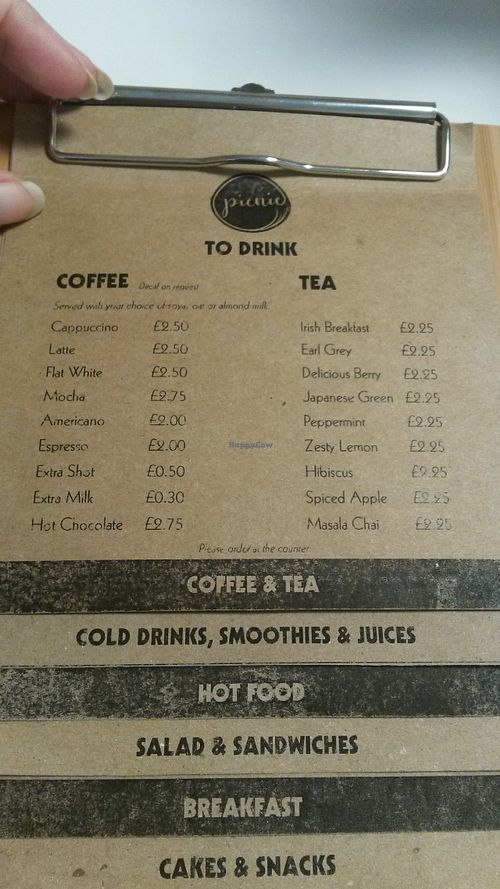 picnic
TO DRINK
COFFEE Decaf on request
Served with your choice of soya, oat or almond milk.
Cappuccino £2.50
Latte £2.50
Flat White £2.50
Mocha £2.75
Americano £2.00
Espresso £2.00
Extra Shot £0.50
Extra Milk £0.30
Hot Chocolate £2.75
TEA
Irish Breakfast £2.25
Earl Grey £2.25
Delicious Berry £2.25
Japanese Green £2.25
Peppermint £2.25
Zesty Lemon £2.25
Hibiscus £2.25
Spiced Apple £2.25
Masala Chai £2.25
HappyCow
Please order at the counter
COFFEE & TEA
COLD DRINKS, SMOOTHIES & JUICES
HOT FOOD
SALAD & SANDWICHES
BREAKFAST
CAKES & SNACKS